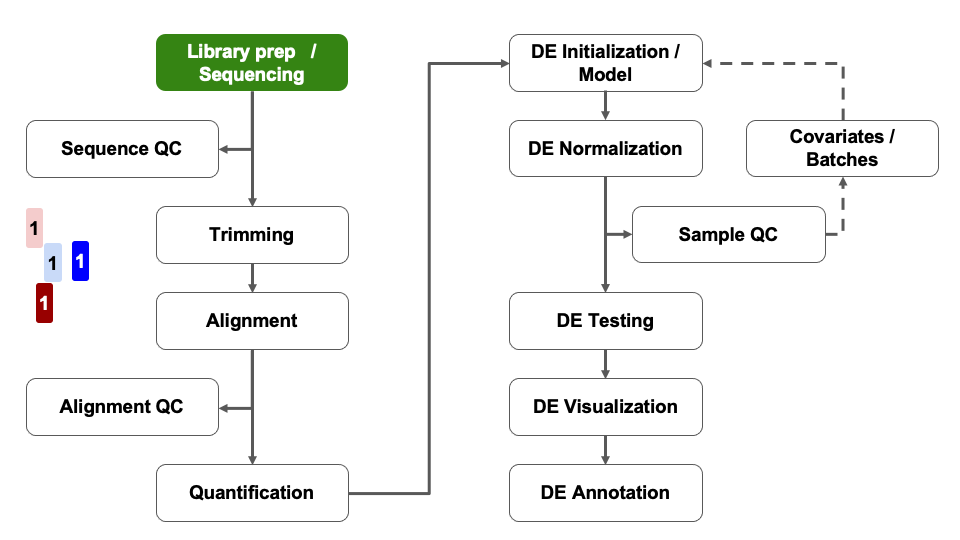 Library prep /
Sequencing
Sequence QC
Trimming
1
1
1
1
Alignment
Alignment QC
Quantification
DE Initialization /
Model
DE Normalization
Covariates /
Batches
Sample QC
DE Testing
DE Visualization
DE Annotation